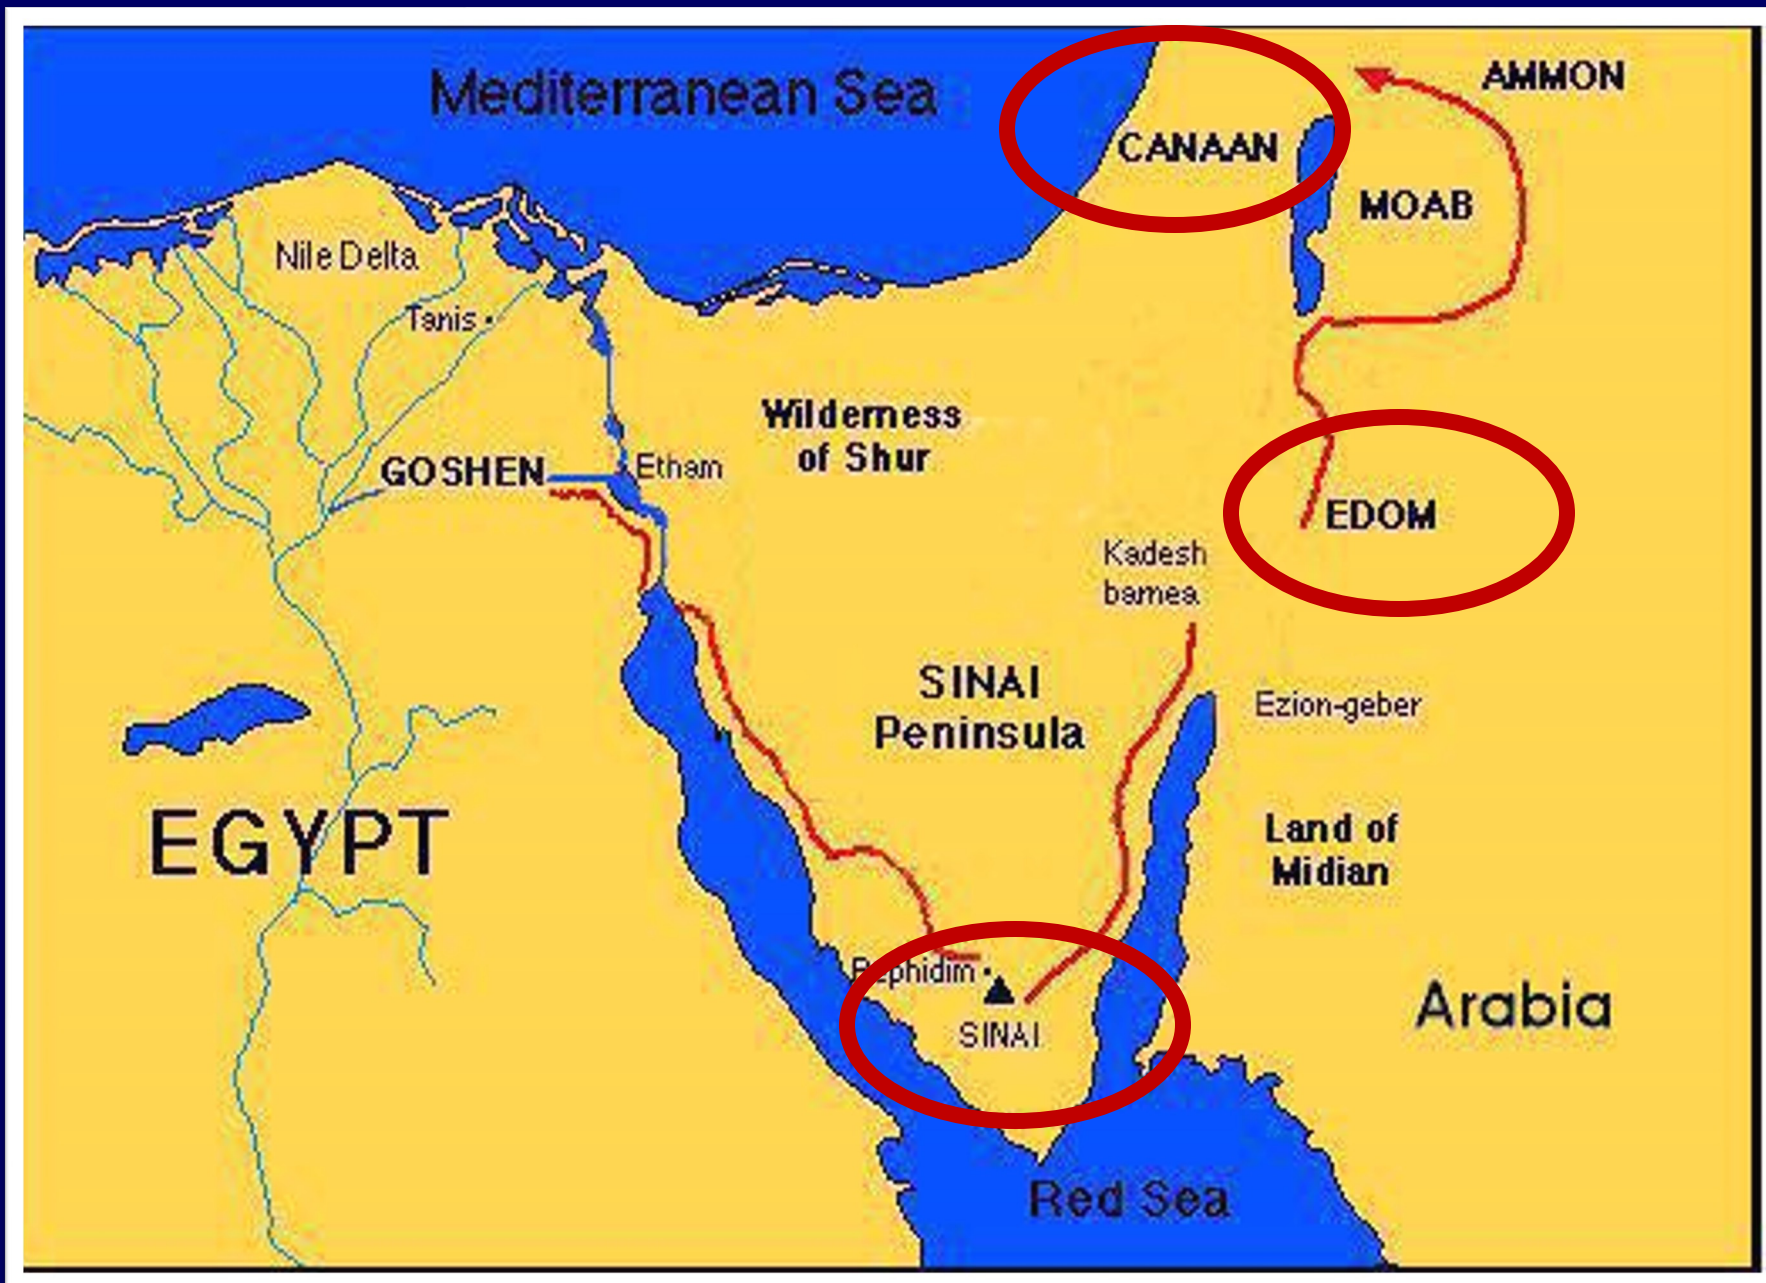 Mediterranean Sea
AMMON
CANAAN
MOAB
Nile Delta
Tanis
Wilderness
of Shur
GOSHEN
Etham
EDOM
Kadesh
barnea
SINAI
Peninsula
Ezion-geber
EGYPT
Land of
Midian
Rephidim
SINAI
Arabia
Red Sea